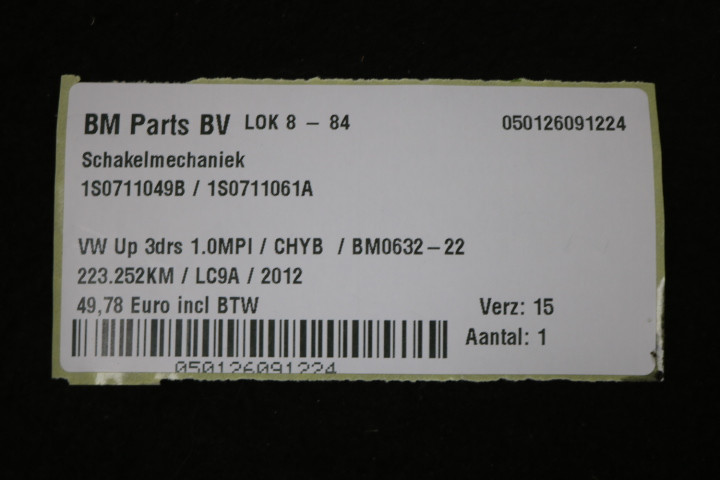 BM Parts BV LOK 8 - 84 050126091224
Schakelmechaniek
1S0711049B / 1S0711061A
VW Up 3drs 1.0MPI / CHYB / BM0632-22
223.252KM / LC9A / 2012
49,78 Euro incl BTW Verz: 15
Aantal: 1
050126091224